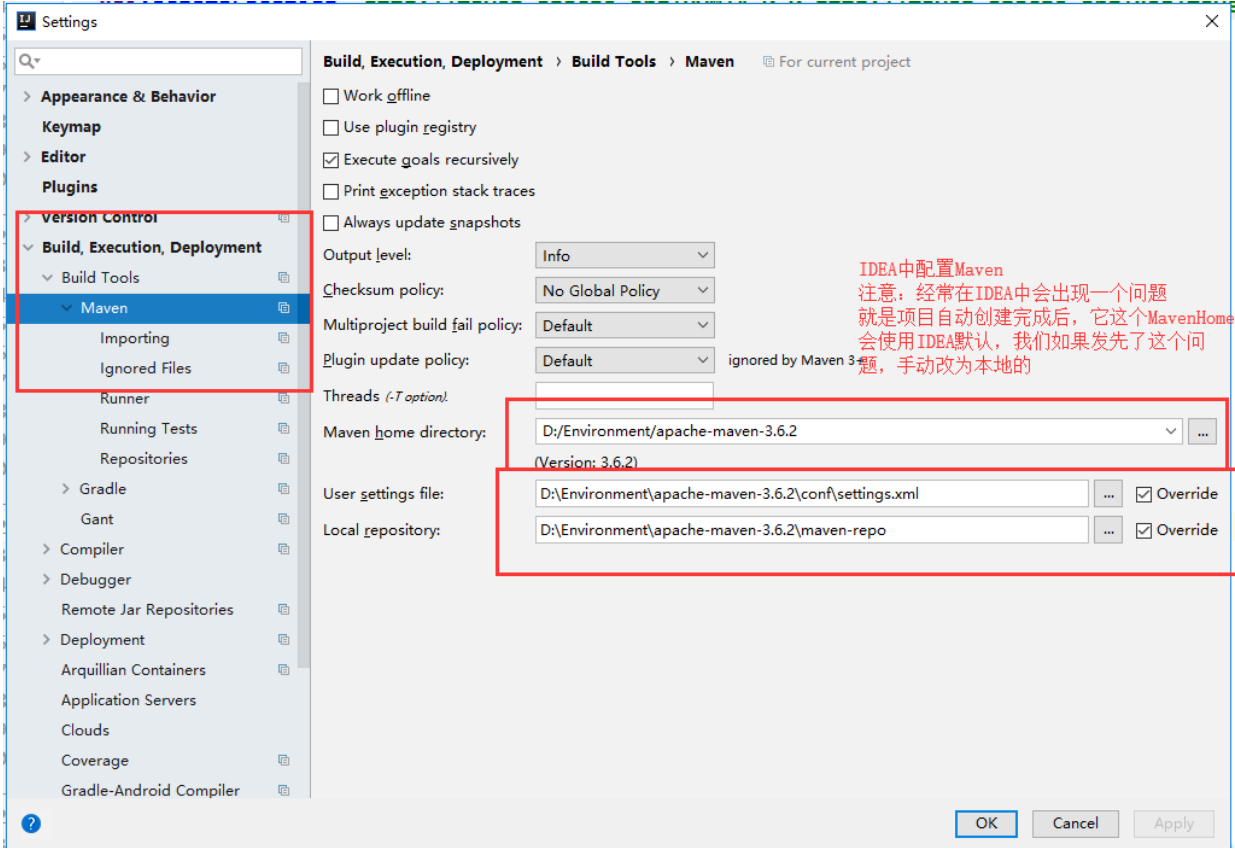 Settings
Build, Execution, Deployment › Build Tools › Maven For current project
Appearance & Behavior
Keymap
Editor
Plugins
Version Control
Build, Execution, Deployment
Build Tools
Maven
Importing
Ignored Files
Runner
Running Tests
Repositories
Gradle
Gant
Compiler
Debugger
Remote Jar Repositories
Deployment
Arquillian Containers
Application Servers
Clouds
Coverage
Gradle-Android Compiler
Work offline
Use plugin registry
Execute goals recursively
Print exception stack traces
Always update snapshots
Output level: Info
Checksum policy: No Global Policy
Multiproject build fail policy: Default
Plugin update policy: Default ignored by Maven 3+
Threads (-T option).
Maven home directory: D:/Environment/apache-maven-3.6.2 ...
(Version: 3.6.2)
User settings file: D:\Environment\apache-maven-3.6.2\conf\settings.xml ... Override
Local repository: D:\Environment\apache-maven-3.6.2\maven-repo ... Override
IDEA中配置Maven
注意：经常在IDEA中会出现一个问题
就是项目自动创建完成后，它这个MavenHome
会使用IDEA默认，我们如果发先了这个问
题，手动改为本地的
?
OK Cancel Apply